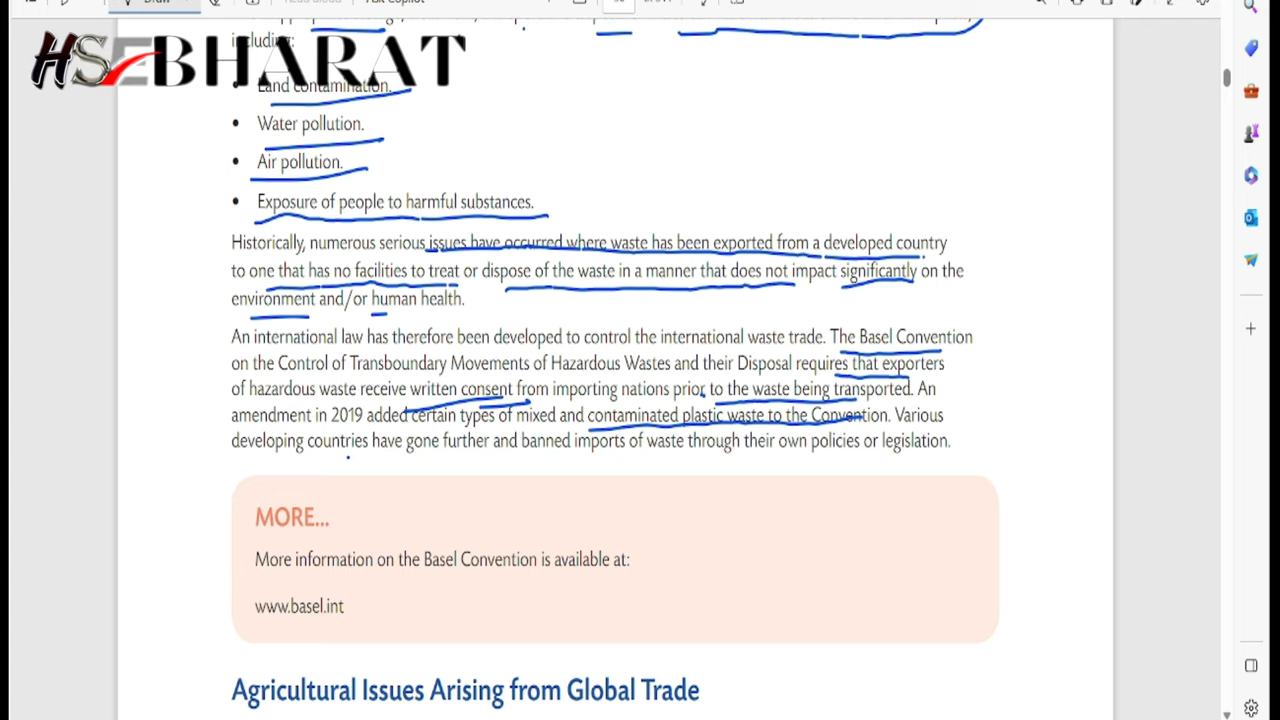 Draw
including:
HSEBHARAT
• Land contamination.
• Water pollution.
• Air pollution.
• Exposure of people to harmful substances.
Historically, numerous serious issues have occurred where waste has been exported from a developed country
to one that has no facilities to treat or dispose of the waste in a manner that does not impact significantly on the
environment and/or human health.
An international law has therefore been developed to control the international waste trade. The Basel Convention
on the Control of Transboundary Movements of Hazardous Wastes and their Disposal requires that exporters
of hazardous waste receive written consent from importing nations prior to the waste being transported. An
amendment in 2019 added certain types of mixed and contaminated plastic waste to the Convention. Various
developing countries have gone further and banned imports of waste through their own policies or legislation.
MORE...
More information on the Basel Convention is available at:
www.basel.int
Agricultural Issues Arising from Global Trade